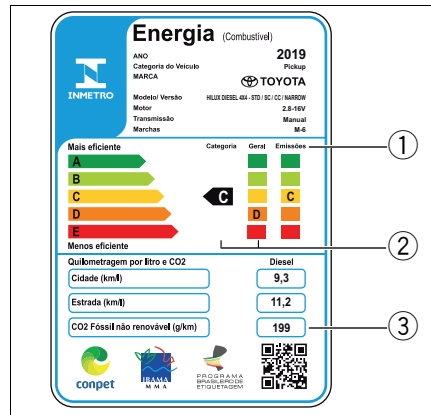 Energia (Combustível)
ANO 2019
Categoria do Veículo Pickup
MARCA TOYOTA
INMETRO
Modelo/ Versão HILUX DIESEL 4X4 - STD / SC / CC / NARROW
Motor 2.8-16V
Transmissão Manual
Marchas M-6
Mais eficiente Categoria Geral Emissões 1
A
B
C C C
D D
E
Menos eficiente 2
Quilometragem por litro e CO2 Diesel
Cidade (km/l) 9,3
Estrada (km/l) 11,2
CO2 Fóssil não renovável (g/km) 199 3
conpet
IBAMA
MMA
PROGRAMA
BRASILEIRO DE
ETIQUETAGEM